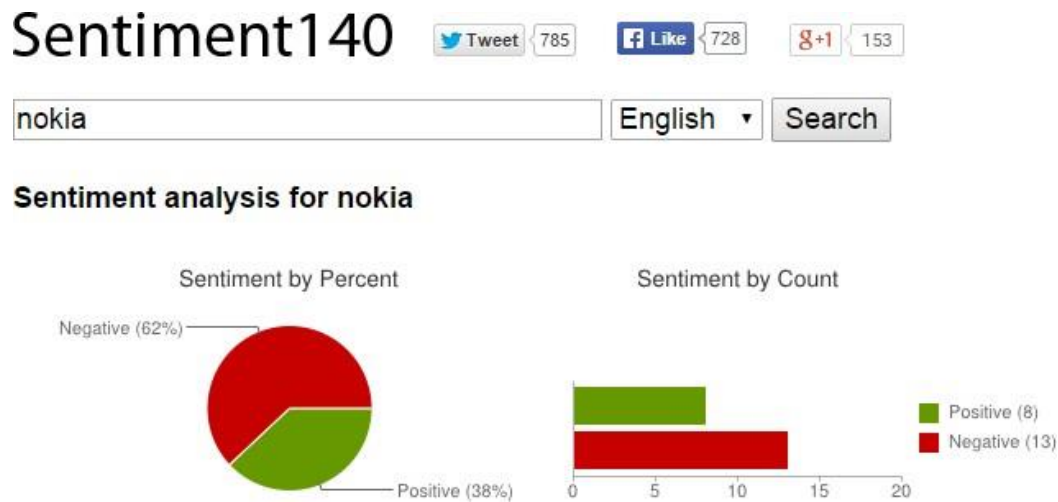 Sentiment140 Tweet 785 Like 728 g+1 153
nokia English Search
Sentiment analysis for nokia
Sentiment by Percent
Negative (62%)
Positive (38%)
Sentiment by Count
Positive (8)
Negative (13)
0 5 10 15 20